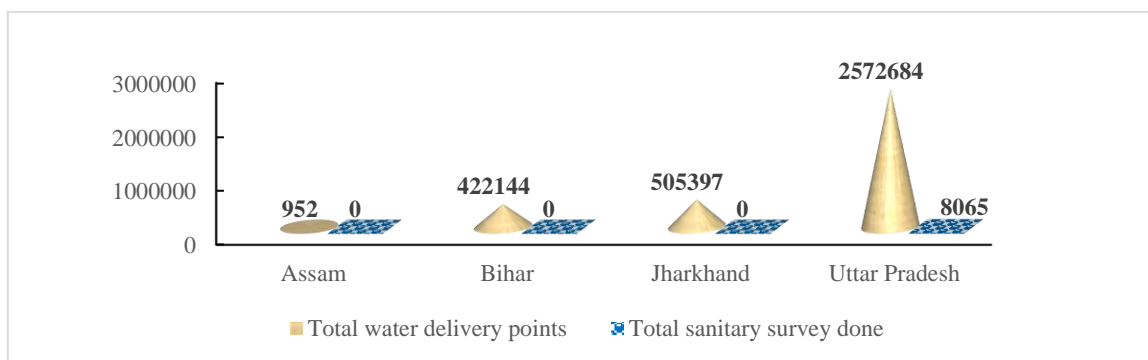 2572684
3000000
2000000
422144 505397
1000000
952 0 0 0 8065
0
Assam Bihar Jharkhand Uttar Pradesh
Total water delivery points Total sanitary survey done